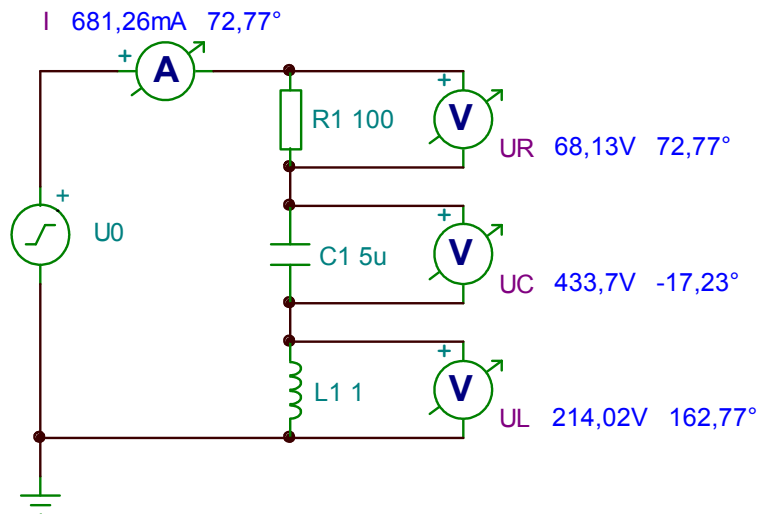 I 681,26mA 72,77°
+
A
+
V
R1 100
UR 68,13V 72,77°
+
U0
+
V
C1 5u
UC 433,7V -17,23°
+
V
L1 1
UL 214,02V 162,77°